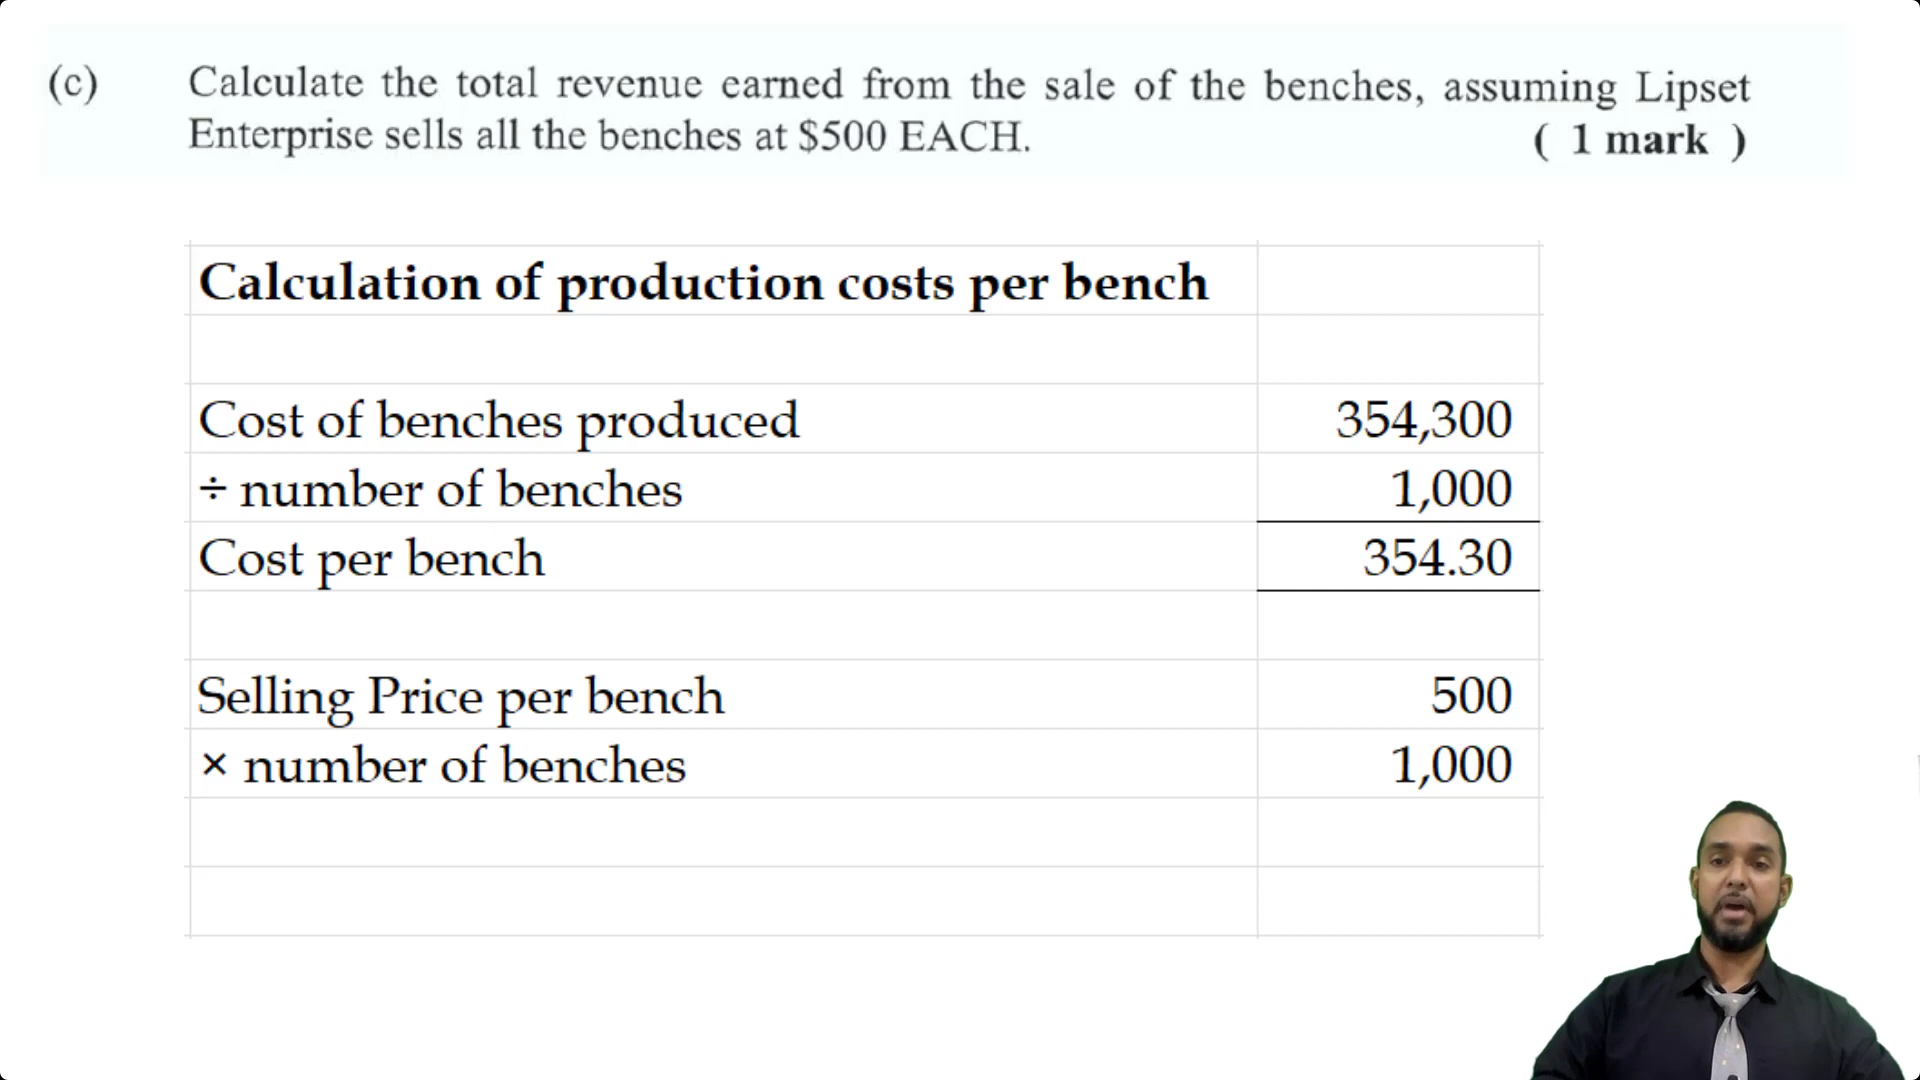 (c) Calculate the total revenue earned from the sale of the benches, assuming Lipset
Enterprise sells all the benches at $500 EACH. ( 1 mark )
Calculation of production costs per bench
Cost of benches produced 354,300
÷ number of benches 1,000
Cost per bench 354.30
Selling Price per bench 500
× number of benches 1,000